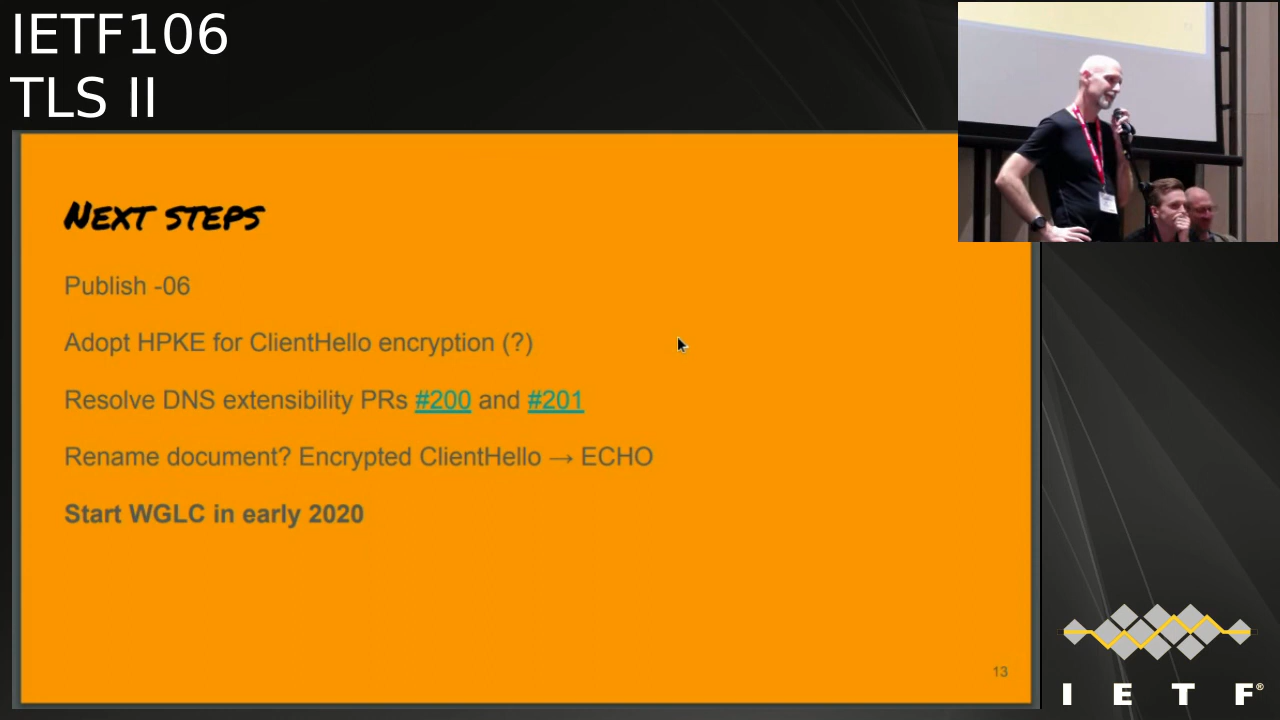 IETF106
TLS II
NEXT STEPS
Publish -06
Adopt HPKE for ClientHello encryption (?)
Resolve DNS extensibility PRs #200 and #201
Rename document? Encrypted ClientHello → ECHO
Start WGLC in early 2020
13
I E T F®